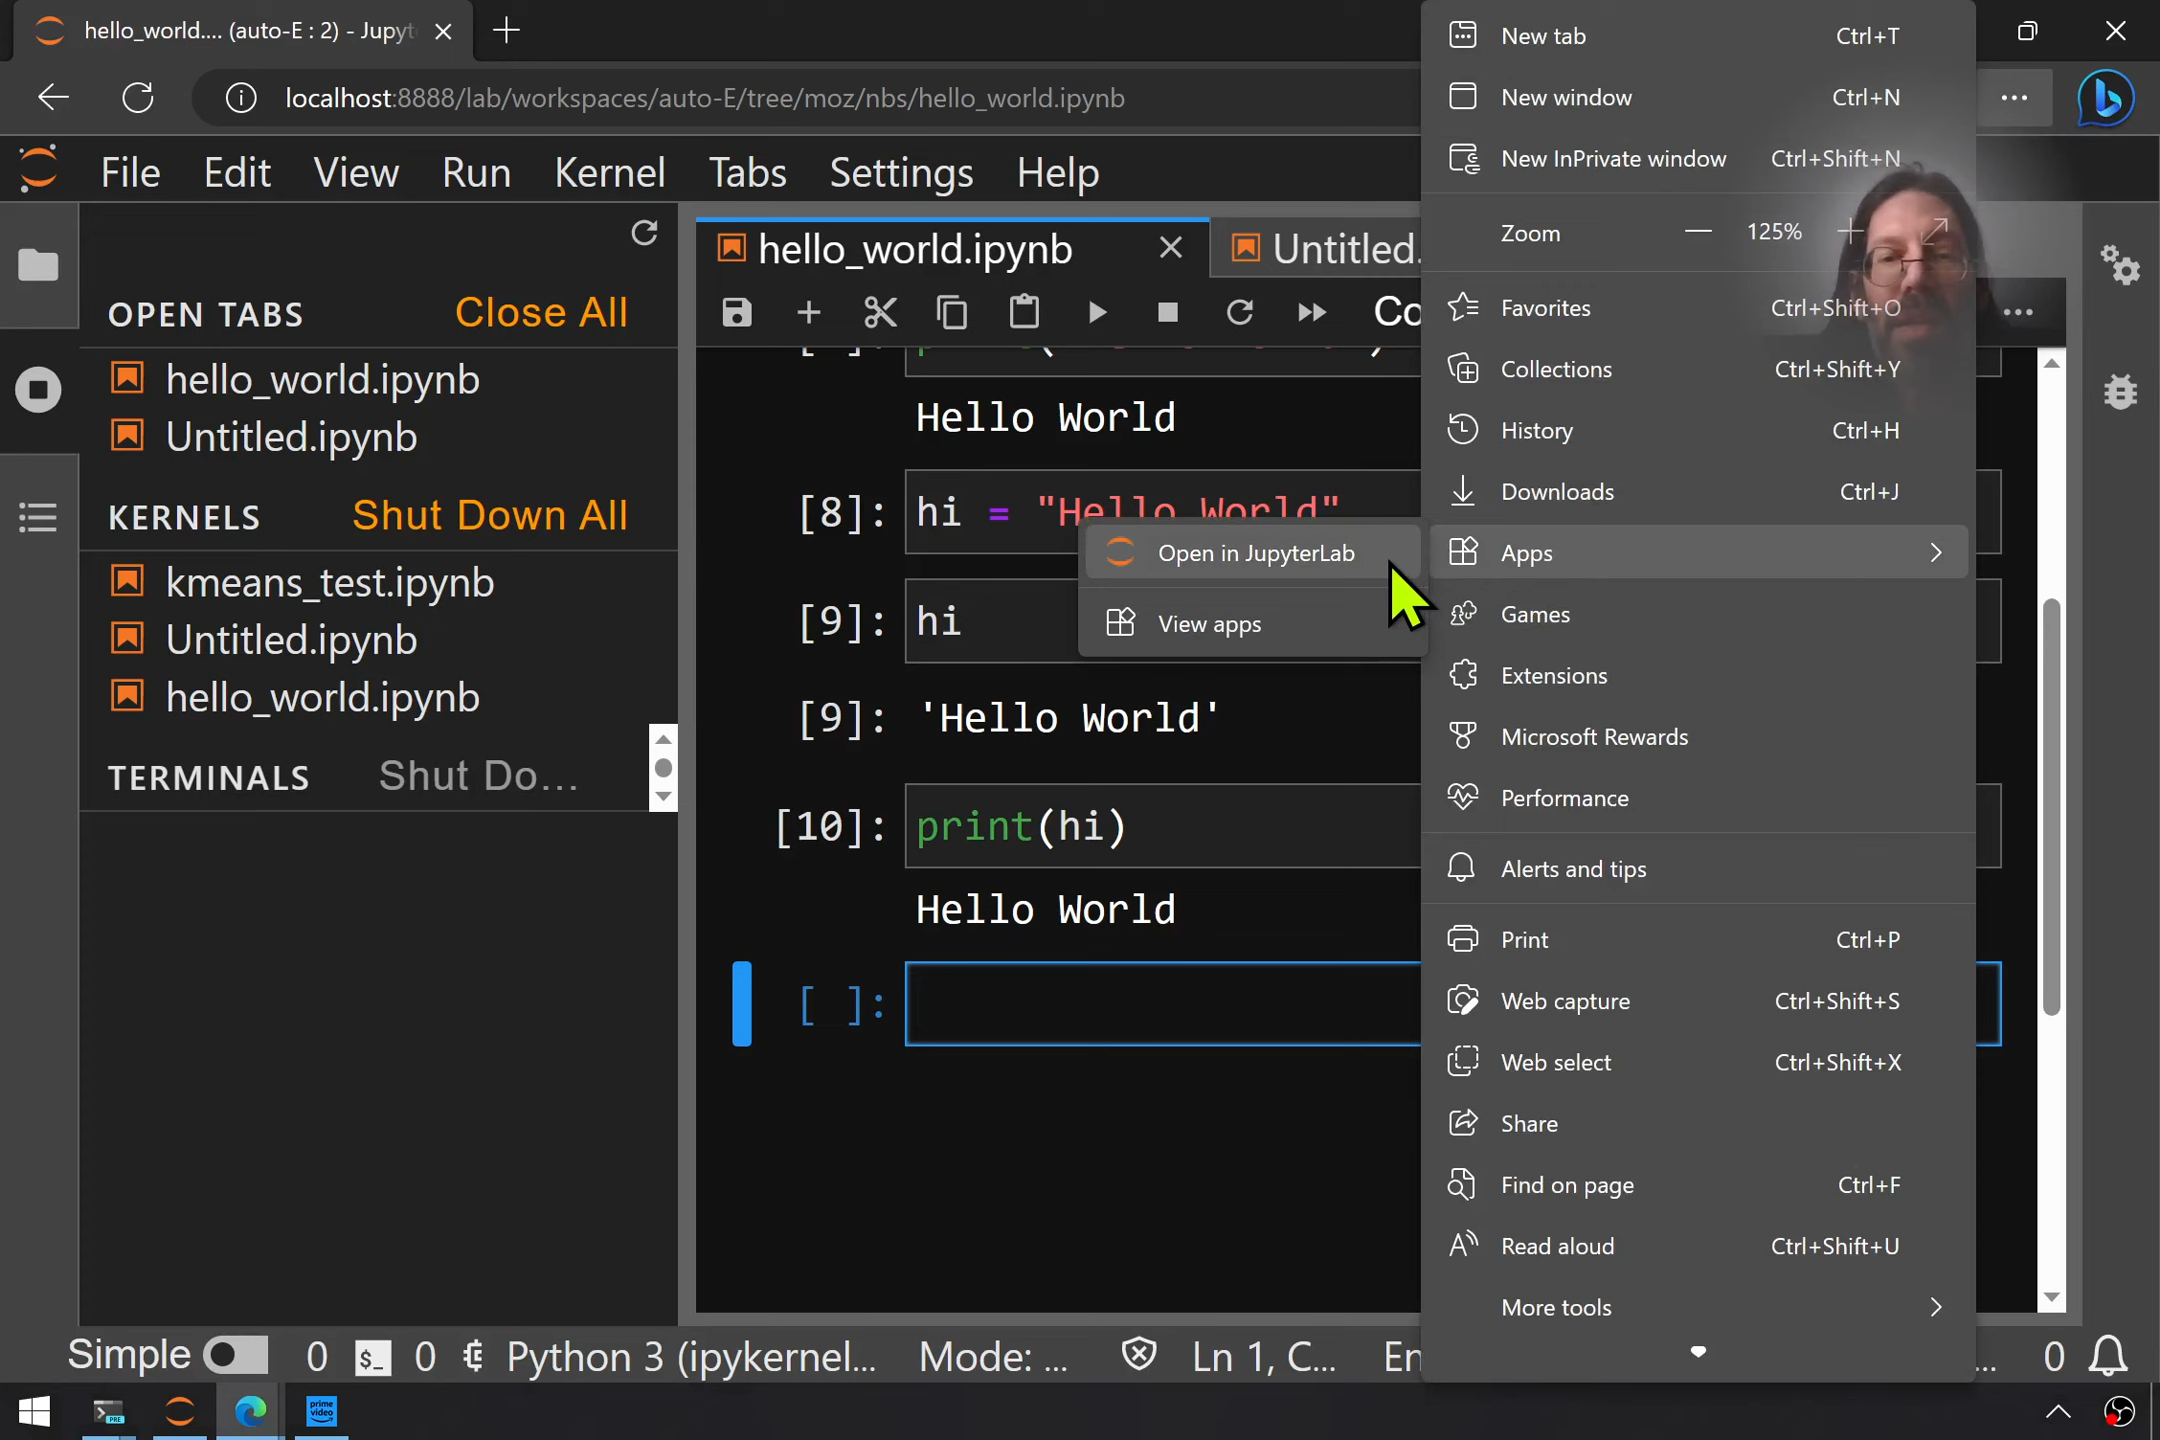 hello_world.... (auto-E : 2) - Jupyt
localhost:8888/lab/workspaces/auto-E/tree/moz/nbs/hello_world.ipynb
File Edit View Run Kernel Tabs Settings Help
OPEN TABS Close All
hello_world.ipynb
Untitled.ipynb
KERNELS Shut Down All
kmeans_test.ipynb
Untitled.ipynb
hello_world.ipynb
TERMINALS Shut Do...
hello_world.ipynb
Untitled.
Co
Hello World
[8]: hi = "Hello World"
[9]: hi
[9]: 'Hello World'
[10]: print(hi)
Hello World
[ ]:
Open in JupyterLab
View apps
New tab Ctrl+T
New window Ctrl+N
New InPrivate window Ctrl+Shift+N
Zoom 125%
Favorites Ctrl+Shift+O
Collections Ctrl+Shift+Y
History Ctrl+H
Downloads Ctrl+J
Apps
Games
Extensions
Microsoft Rewards
Performance
Alerts and tips
Print Ctrl+P
Web capture Ctrl+Shift+S
Web select Ctrl+Shift+X
Share
Find on page Ctrl+F
Read aloud Ctrl+Shift+U
More tools
Simple 0 $_ 0 Python 3 (ipykernel... Mode: ... Ln 1, C... En ... 0
PRE
prime video